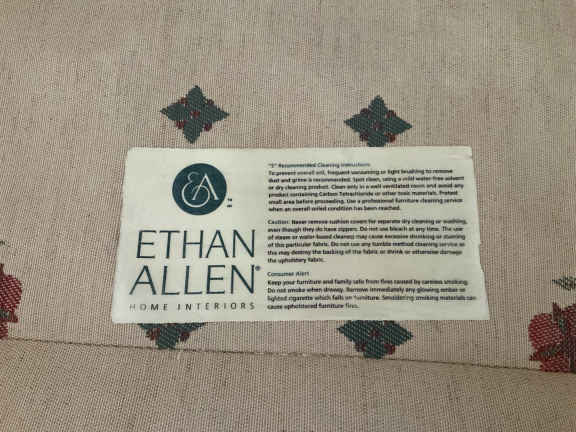 EA
TM
ETHAN
ALLEN®
HOME INTERIORS
"S" Recommended Cleaning Instructions
To prevent overall soil, frequent vacuuming or light brushing to remove
dust and grime is recommended. Spot clean, using a mild water-free solvent
or dry cleaning product. Clean only in a well ventilated room and avoid any
product containing Carbon Tetrachloride or other toxic materials. Pretest
small area before proceeding. Use a professional furniture cleaning service
when an overall soiled condition has been reached.
Caution: Never remove cushion covers for separate dry cleaning or washing,
even though they do have zippers. Do not use bleach at any time. The use
of steam or water-based cleaners may cause excessive shrinking or staining
of this particular fabric. Do not use any tumble method cleaning service as
this may destroy the backing of the fabric or shrink or otherwise damage
the upholstery fabric.
Consumer Alert
Keep your furniture and family safe from fires caused by careless smoking.
Do not smoke when drowsy. Remove immediately any glowing ember or
lighted cigarette which falls on furniture. Smoldering smoking materials can
cause upholstered furniture fires.